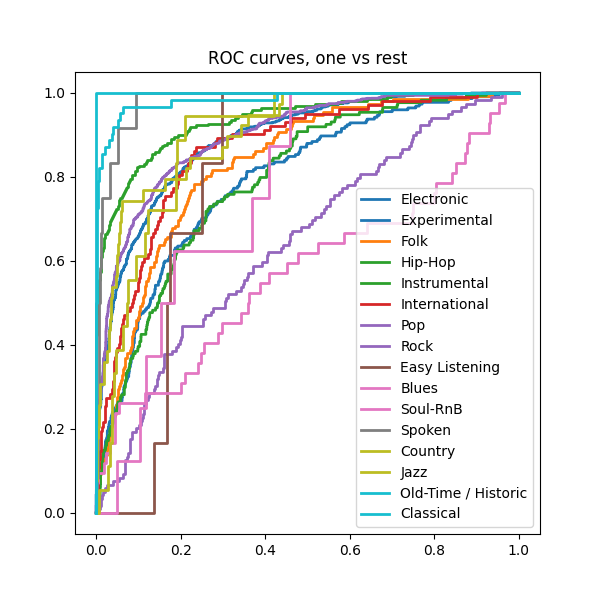 ROC curves, one vs rest
1.0
0.8
0.6
0.4
0.2
0.0
Electronic
Experimental
Folk
Hip-Hop
Instrumental
International
Pop
Rock
Easy Listening
Blues
Soul-RnB
Spoken
Country
Jazz
Old-Time / Historic
Classical
0.0 0.2 0.4 0.6 0.8 1.0